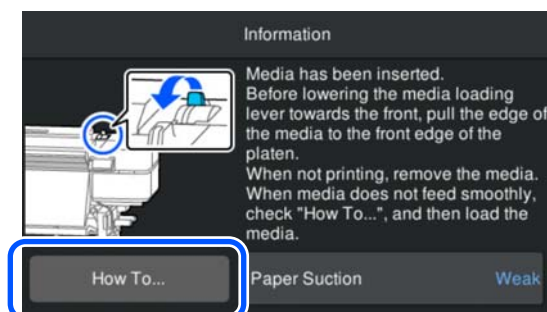 Information
Media has been inserted.
Before lowering the media loading
lever towards the front, pull the edge of
the media to the front edge of the
platen.
When not printing, remove the media.
When media does not feed smoothly,
check "How To...", and then load the
media.
How To...
Paper Suction
Weak